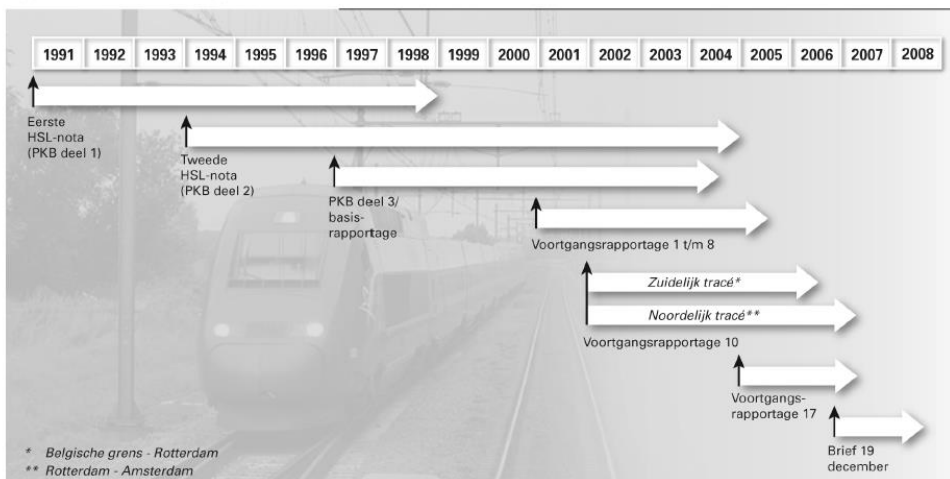 1991 1992 1993 1994 1995 1996 1997 1998 1999 2000 2001 2002 2003 2004 2005 2006 2007 2008
Eerste
HSL-nota
(PKB deel 1)
Tweede
HSL-nota
(PKB deel 2)
PKB deel 3/
basis-
rapportage
Voortgangsrapportage 1 t/m 8
Zuidelijk tracé*
Noordelijk tracé**
Voortgangsrapportage 10
Voortgangs-
rapportage 17
Brief 19
december
* Belgische grens - Rotterdam
** Rotterdam - Amsterdam